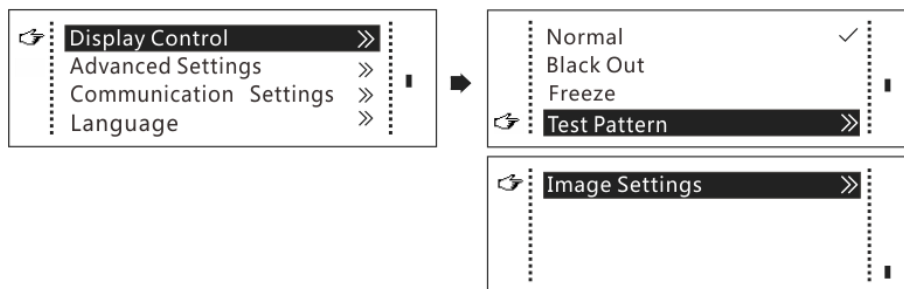 Display Control
Advanced Settings
Communication Settings
Language
Normal
Black Out
Freeze
Test Pattern
Image Settings